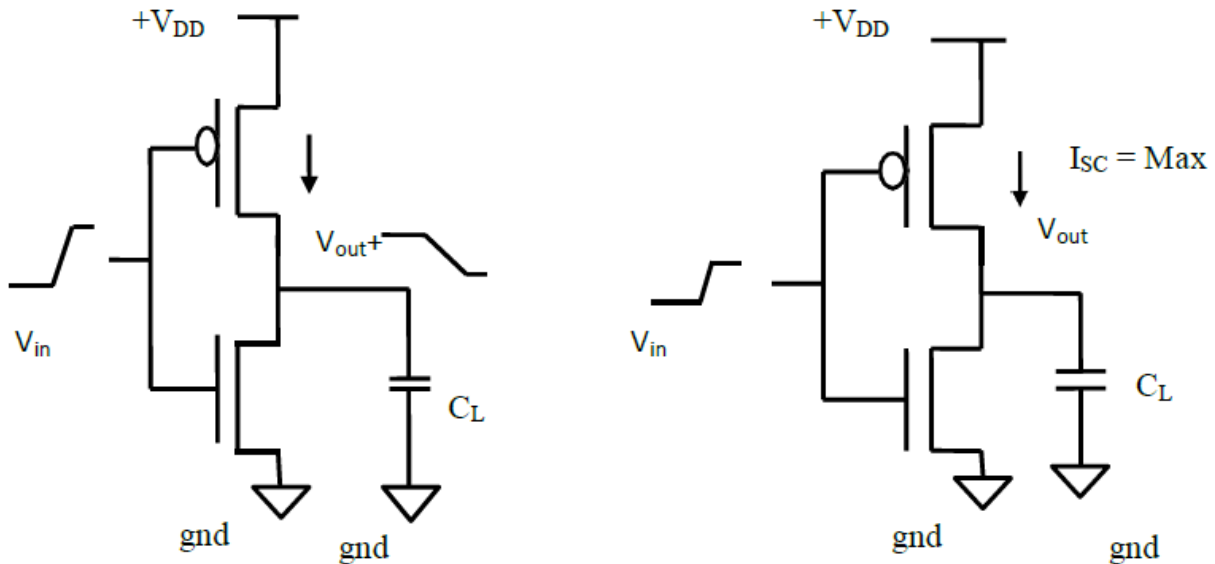 +VDD
Vout+
Vin
CL
gnd
gnd
+VDD
ISC = Max
Vout
Vin
CL
gnd
gnd